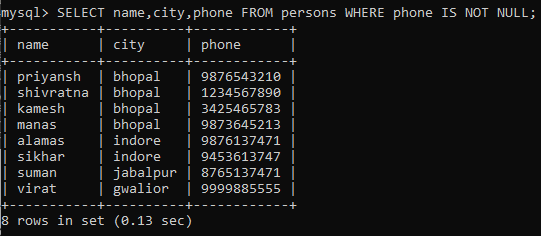 mysql> SELECT name,city,phone FROM persons WHERE phone IS NOT NULL;
+-----------+----------+------------+
| name      | city     | phone      |
+-----------+----------+------------+
| priyansh  | bhopal   | 9876543210 |
| shivratna | bhopal   | 1234567890 |
| kamesh    | bhopal   | 3425465783 |
| manas     | bhopal   | 9873645213 |
| alamas    | indore   | 9876137471 |
| sikhar    | indore   | 9453613747 |
| suman     | jabalpur | 8765137471 |
| virat     | gwalior  | 9999885555 |
+-----------+----------+------------+
8 rows in set (0.13 sec)